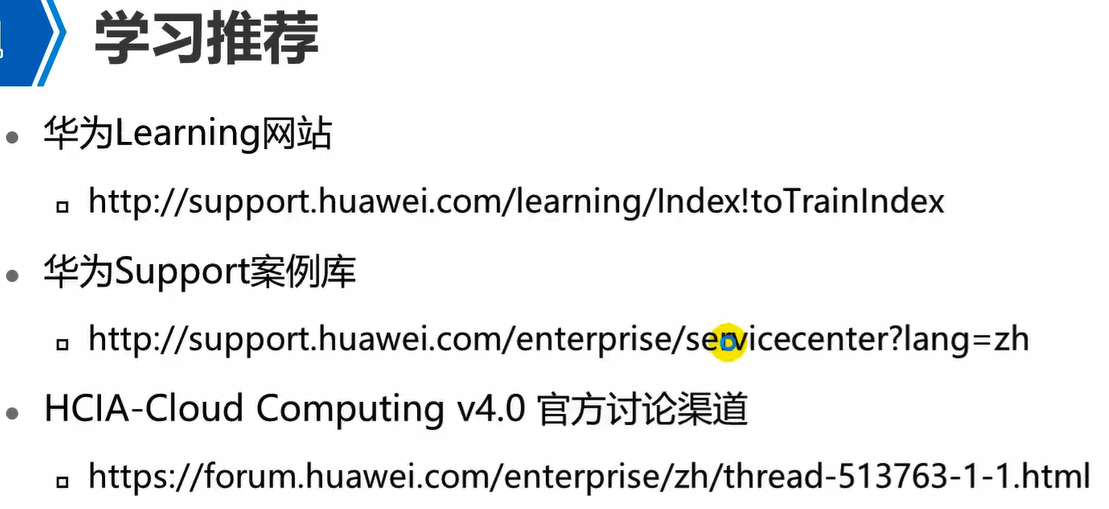 学习推荐
华为Learning网站
http://support.huawei.com/learning/Index!toTrainIndex
华为Support案例库
http://support.huawei.com/enterprise/servicecenter?lang=zh
HCIA-Cloud Computing v4.0 官方讨论渠道
https://forum.huawei.com/enterprise/zh/thread-513763-1-1.html